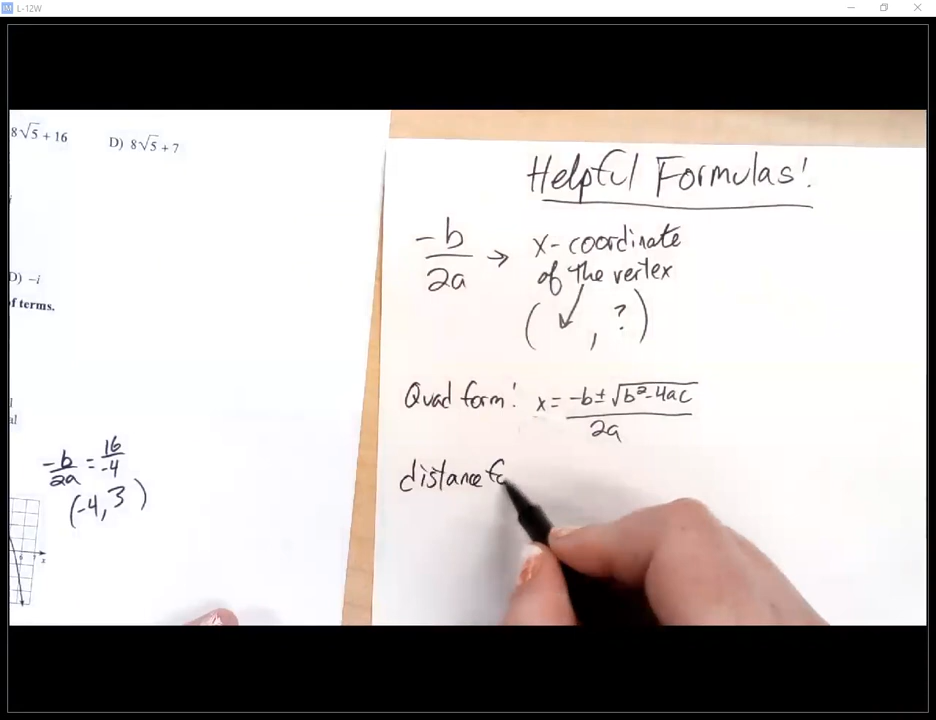 L-12W
8√5 + 16
D) 8√5 + 7
D) -i
f terms.
-b/2a = 16/-4
(-4, 3)
x
Helpful Formulas!
-b/2a → x-coordinate
of the vertex
( , ?)
Quad form! x = -b±√b²-4ac
2a
distance fo